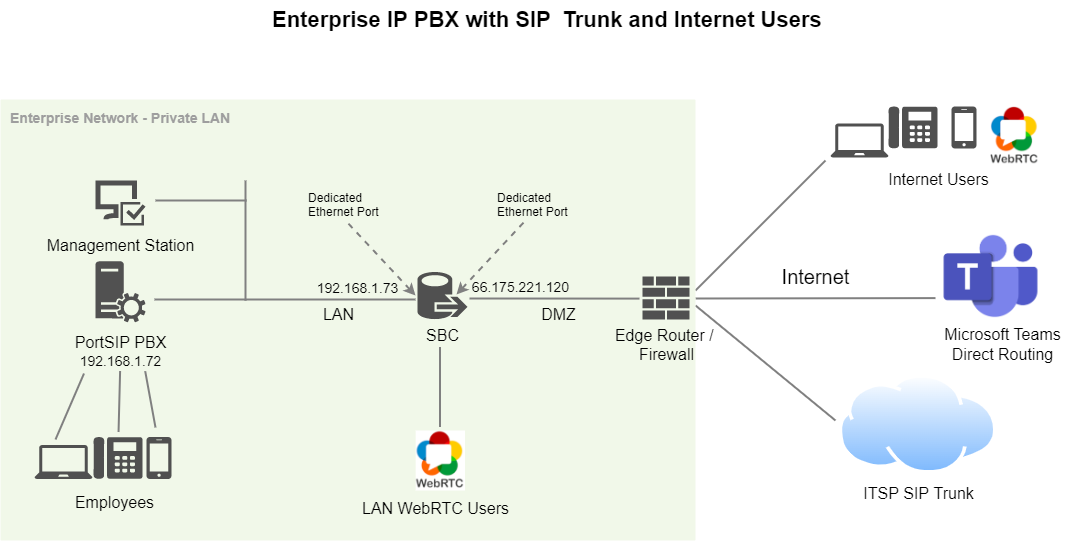 Enterprise IP PBX with SIP Trunk and Internet Users
Enterprise Network - Private LAN
WebRTC
Internet Users
Dedicated
Ethernet Port
Dedicated
Ethernet Port
Management Station
192.168.1.73
66.175.221.120
LAN
DMZ
SBC
Edge Router /
Firewall
Internet
T
Microsoft Teams
Direct Routing
PortSIP PBX
192.168.1.72
Employees
WebRTC
LAN WebRTC Users
ITSP SIP Trunk